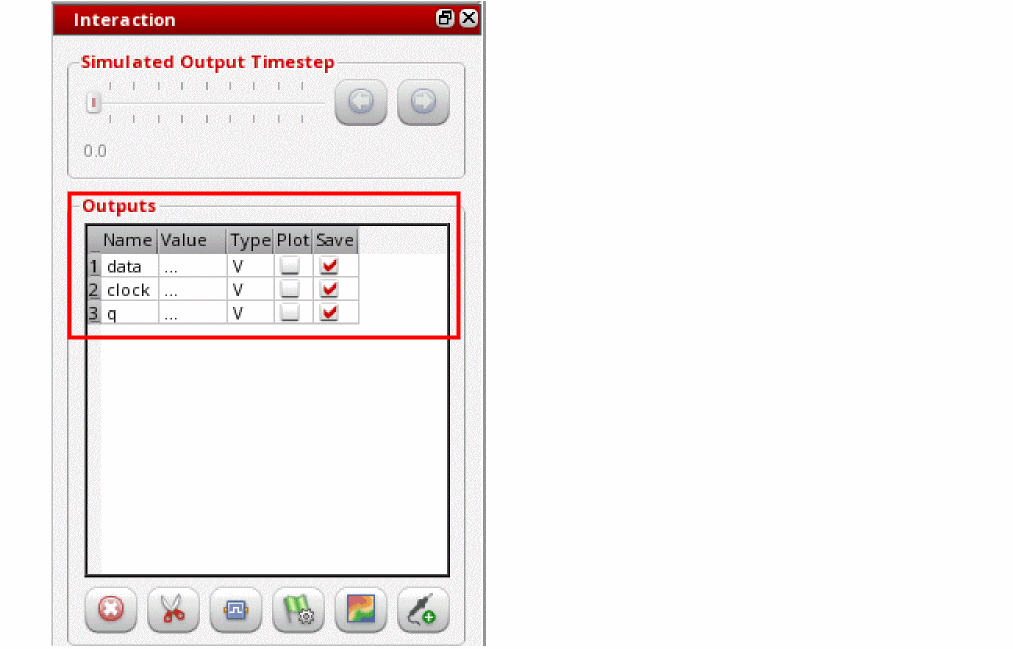 Interaction
Simulated Output Timestep
0.0
Outputs
Name Value Type Plot Save
1 data ... V
2 clock ... V
3 q ... V